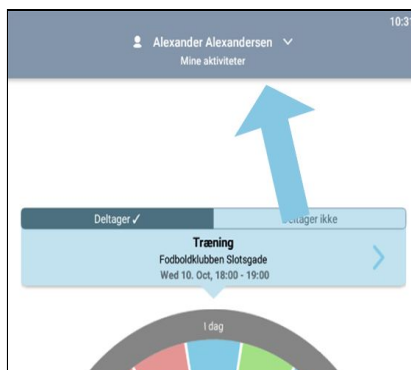 10:31
Alexander Alexandersen
Mine aktiviteter
Deltager ✓
Deltager ikke
Træning
Fodboldklubben Slotsgade
Wed 10. Oct, 18:00 - 19:00
I dag